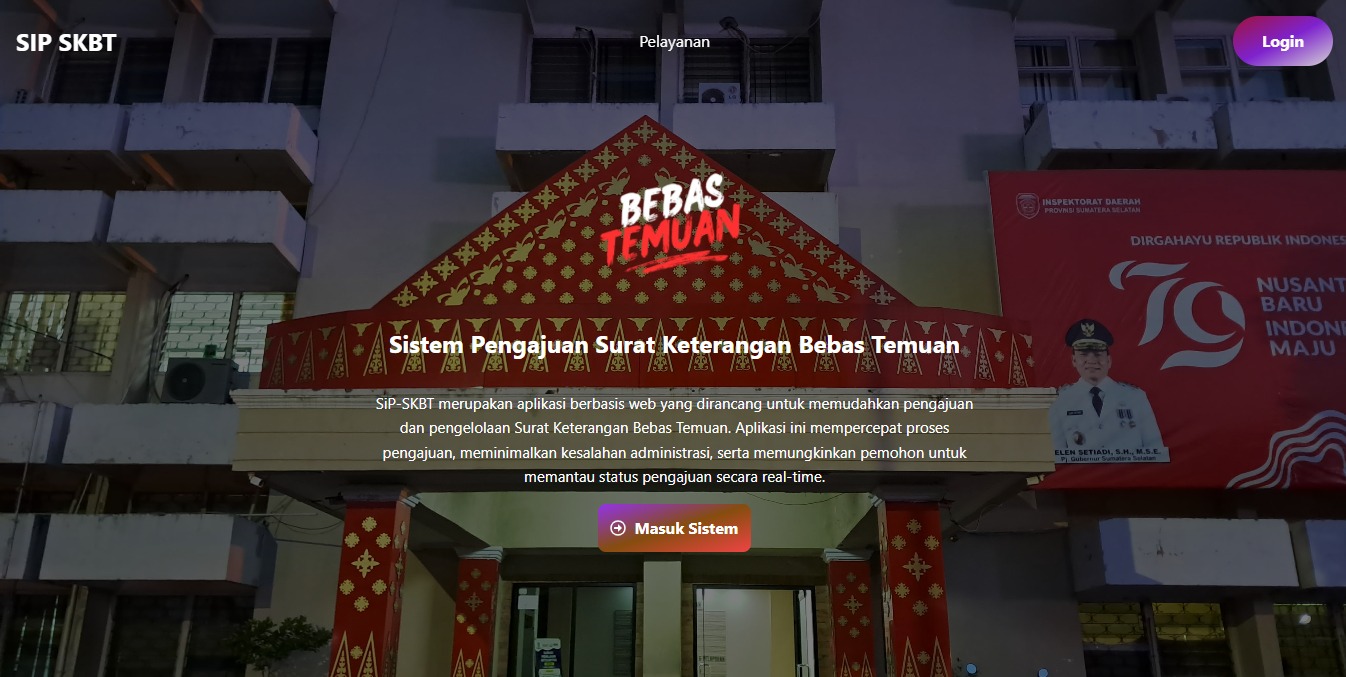 SIP SKBT
Pelayanan
Login
BEBAS
TEMUAN
INSPEKTORAT DAERAH
PROVINSI SUMATERA SELATAN
DIRGAHAYU REPUBLIK INDONES
79
NUSANT
BARU
INDONE
MAJU
Sistem Pengajuan Surat Keterangan Bebas Temuan
SiP-SKBT merupakan aplikasi berbasis web yang dirancang untuk memudahkan pengajuan
dan pengelolaan Surat Keterangan Bebas Temuan. Aplikasi ini mempercepat proses
pengajuan, meminimalkan kesalahan administrasi, serta memungkinkan pemohon untuk
memantau status pengajuan secara real-time.
ELEN SETIADI, S.H., M.S.E.
Pj. Gubernur Sumatera Selatan
Masuk Sistem